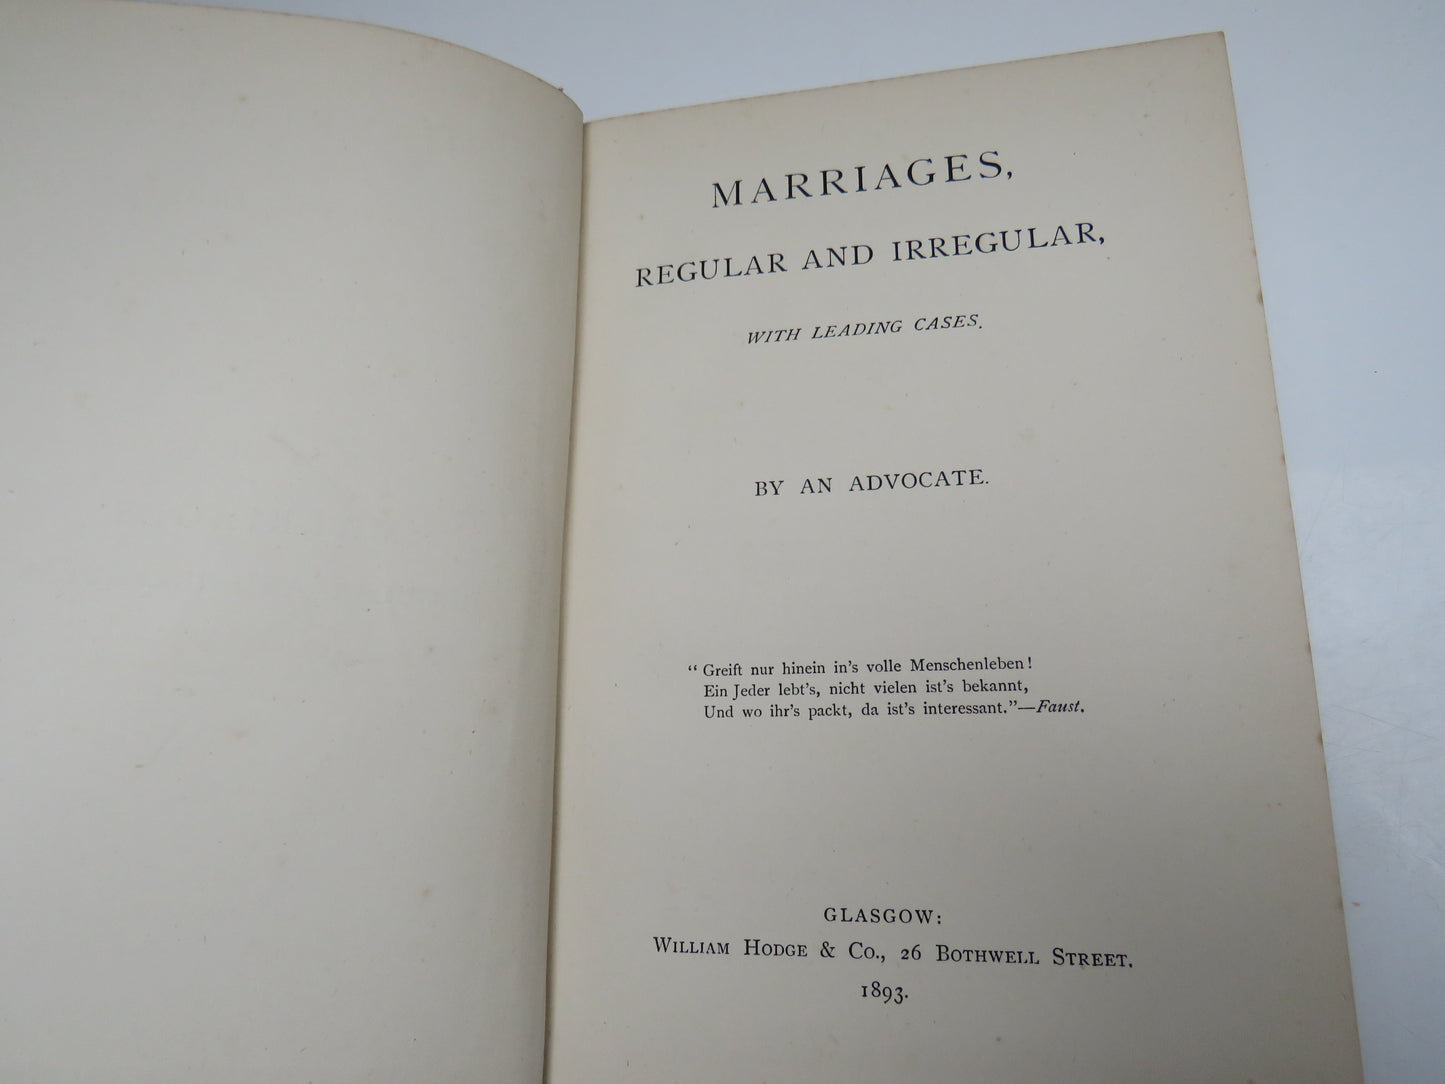 MARRIAGES,
REGULAR AND IRREGULAR,
WITH LEADING CASES.
BY AN ADVOCATE.
“Greift nur hinein in's volle Menschenleben!
Ein Jeder lebt's, nicht vielen ist's bekannt,
Und wo ihr's packt, da ist's interessant.”—Faust.
GLASGOW:
WILLIAM HODGE & CO., 26 BOTHWELL STREET.
1893.